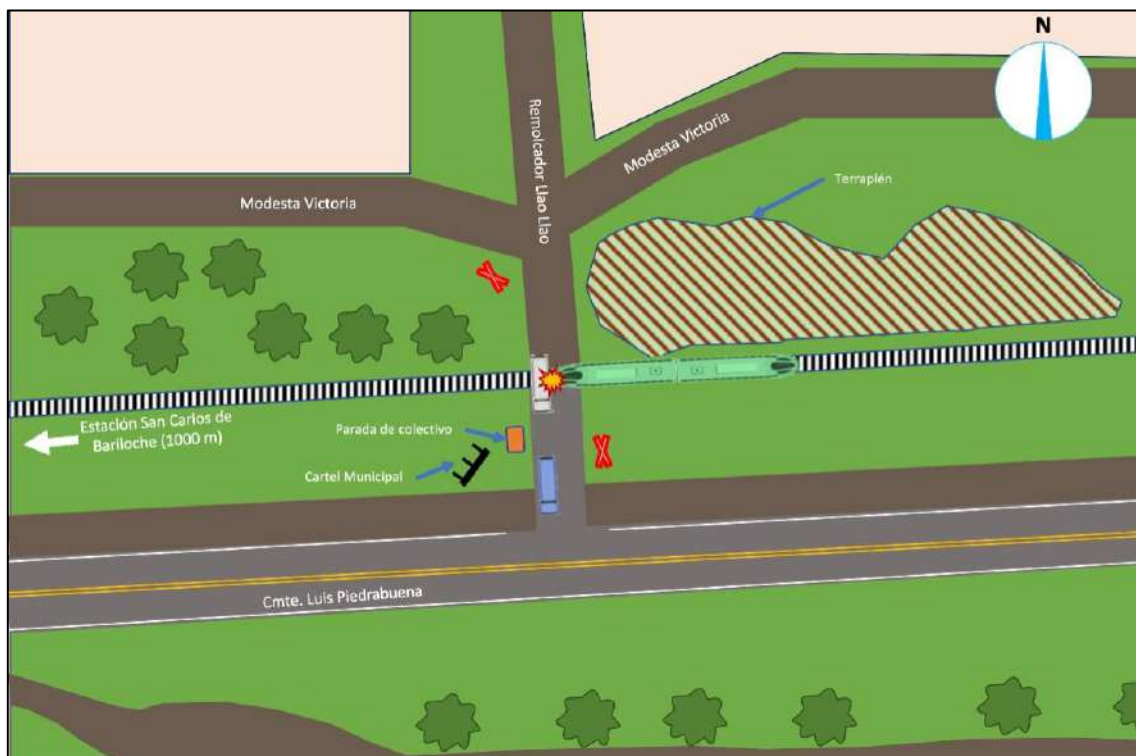 N
Remolcador Llao Llao
Modesta Victoria
Terraplén
Modesta Victoria
Estación San Carlos de
Bariloche (1000 m)
Parada de colectivo
Cartel Municipal
Cmte. Luis Piedrabuena